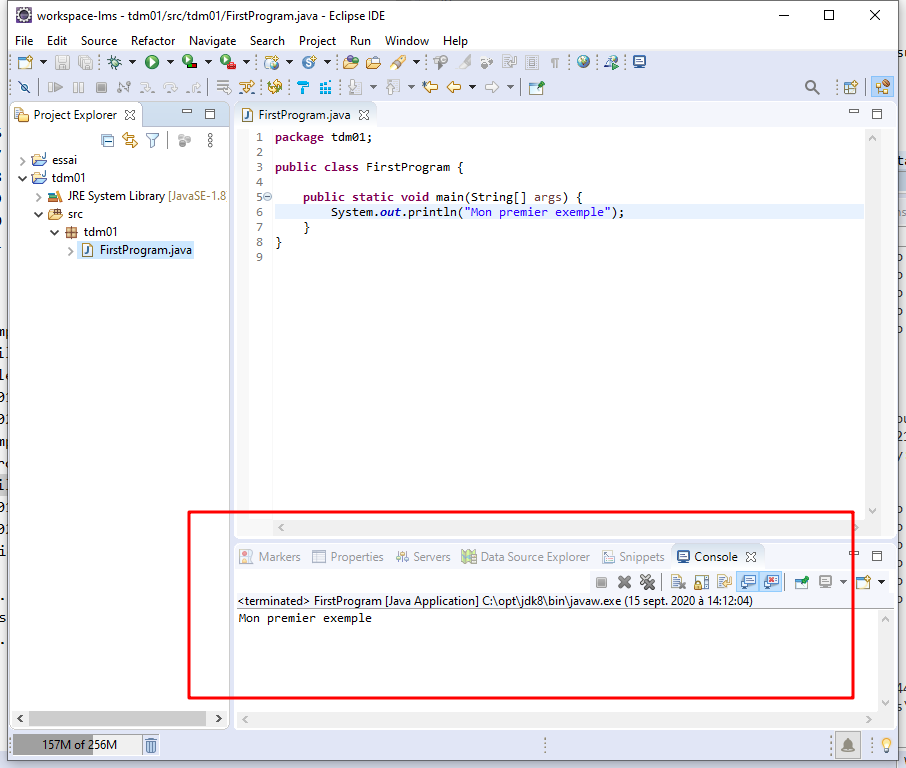 workspace-lms - tdm01/src/tdm01/FirstProgram.java - Eclipse IDE
File Edit Source Refactor Navigate Search Project Run Window Help
Project Explorer
essai
tdm01
JRE System Library [JavaSE-1.8
src
tdm01
FirstProgram.java
FirstProgram.java
1 package tdm01;
2
3 public class FirstProgram {
4
5 public static void main(String[] args) {
6 System.out.println("Mon premier exemple");
7 }
8 }
9
Markers Properties Servers Data Source Explorer Snippets Console
<terminated> FirstProgram [Java Application] C:\opt\jdk8\bin\javaw.exe (15 sept. 2020 à 14:12:04)
Mon premier exemple
157M of 256M